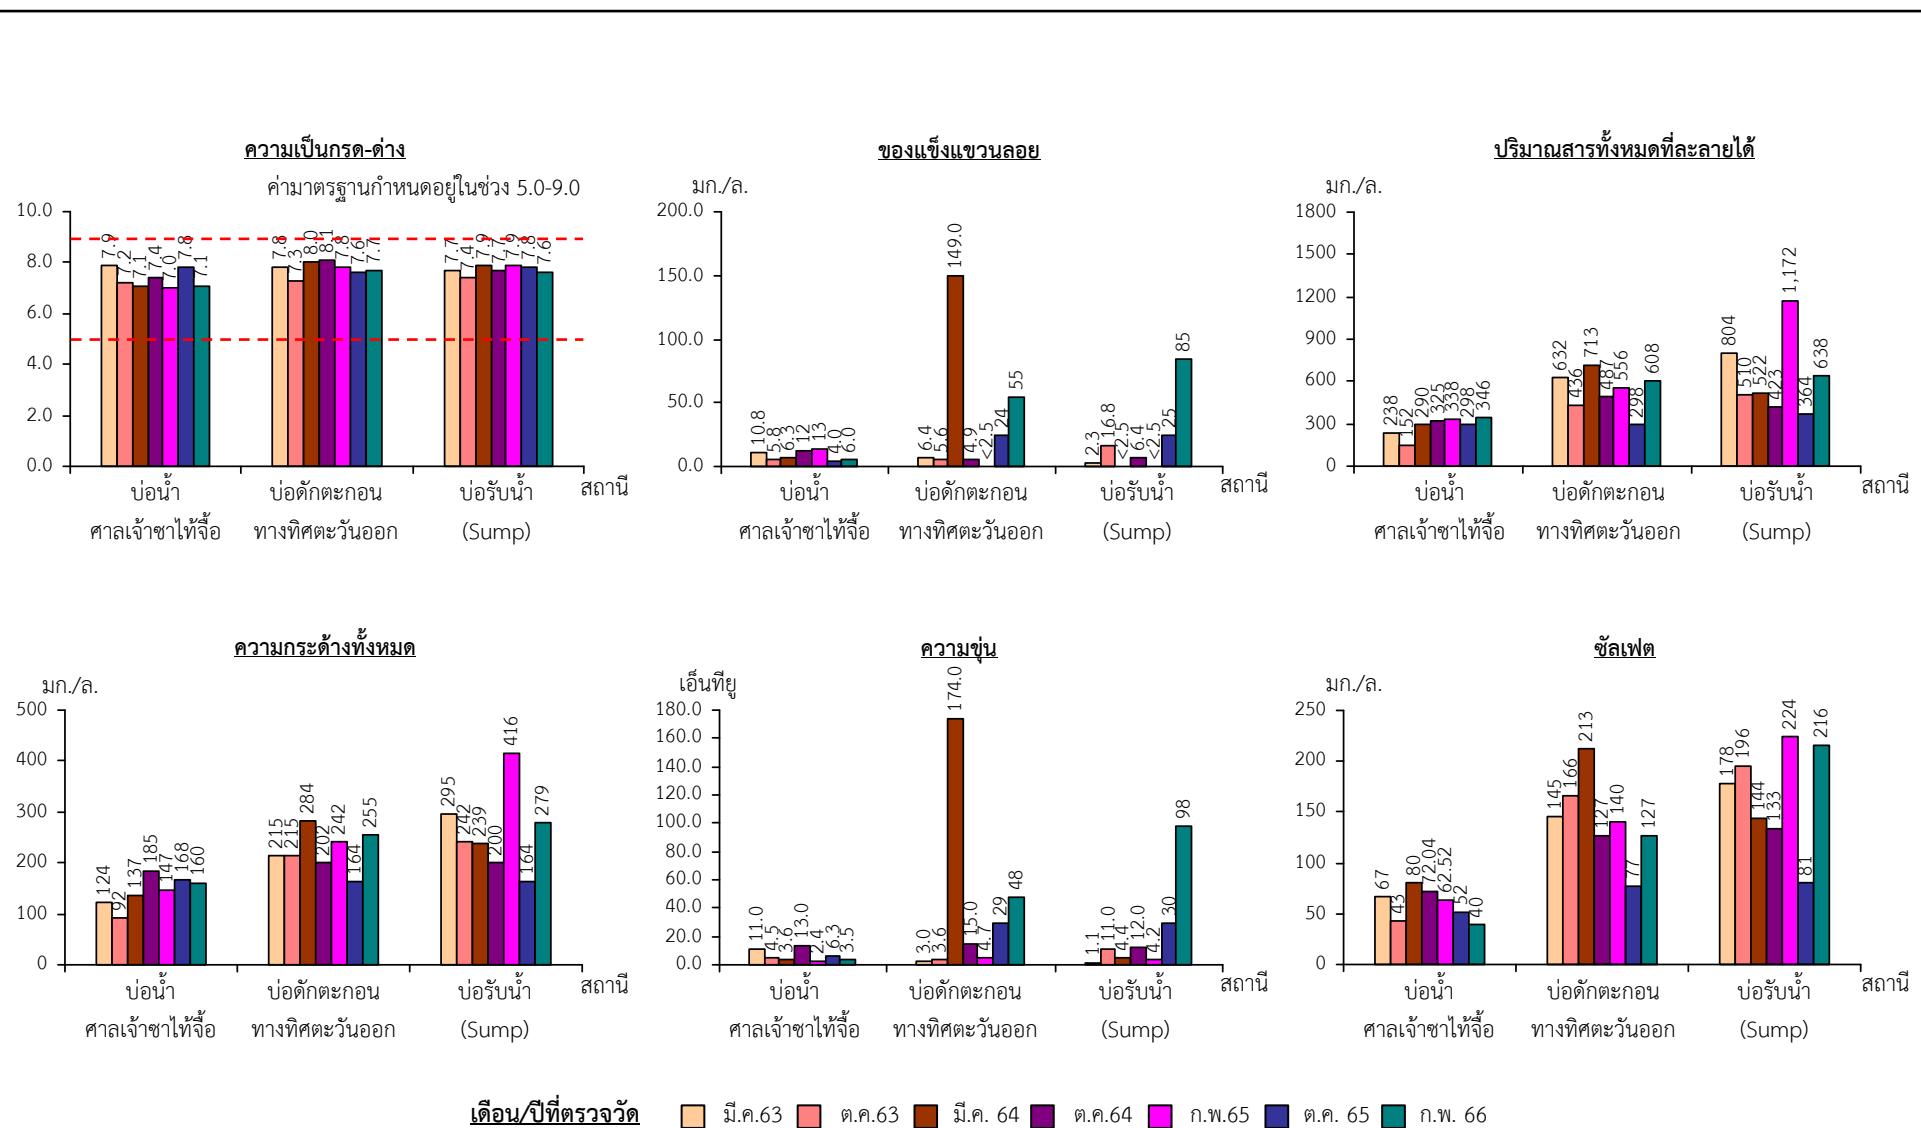 ความเป็นกรด-ด่าง
ค่ามาตรฐานกำหนดอยู่ในช่วง 5.0-9.0
10.0
8.0
6.0
4.0
2.0
0.0
7.9 7.2 7.1 7.4 7.0 7.8 7.1
7.8 7.3 8.0 8.1 7.8 7.6 7.7
7.7 7.4 7.9 7.7 7.9 7.8 7.6
บ่อน้ำ บ่อดักตะกอน บ่อรับน้ำ สถานี
ศาลเจ้าซาไท้จื้อ ทางทิศตะวันออก (Sump)
ของแข็งแขวนลอย
มก./ล.
200.0
150.0
100.0
50.0
0.0
10.8 5.8 6.3 12 13 4.0 6.0
6.4 5.6 149.0 4.9 <2.5 24 55
2.3 16.8 <2.5 6.4 <2.5 25 85
บ่อน้ำ บ่อดักตะกอน บ่อรับน้ำ สถานี
ศาลเจ้าซาไท้จื้อ ทางทิศตะวันออก (Sump)
ปริมาณสารทั้งหมดที่ละลายได้
มก./ล.
1800
1500
1200
900
600
300
0
238 152 290 325 338 298 346
632 436 713 487 556 298 608
804 510 522 423 1,172 364 638
บ่อน้ำ บ่อดักตะกอน บ่อรับน้ำ สถานี
ศาลเจ้าซาไท้จื้อ ทางทิศตะวันออก (Sump)
ความกระด้างทั้งหมด
มก./ล.
500
400
300
200
100
0
124 92 137 185 147 168 160
215 215 284 202 242 164 255
295 242 239 200 416 164 279
บ่อน้ำ บ่อดักตะกอน บ่อรับน้ำ สถานี
ศาลเจ้าซาไท้จื้อ ทางทิศตะวันออก (Sump)
ความขุ่น
เอ็นทียู
180.0
160.0
140.0
120.0
100.0
80.0
60.0
40.0
20.0
0.0
11.0 4.5 3.6 13.0 2.4 6.3 3.5
3.0 3.6 174.0 15.0 4.7 29 48
1.1 11.0 4.4 12.0 4.2 30 98
บ่อน้ำ บ่อดักตะกอน บ่อรับน้ำ สถานี
ศาลเจ้าซาไท้จื้อ ทางทิศตะวันออก (Sump)
ซัลเฟต
มก./ล.
250
200
150
100
50
0
67 43 80 72.04 62.52 52 40
145 166 213 127 140 77 127
178 196 144 133 224 81 216
บ่อน้ำ บ่อดักตะกอน บ่อรับน้ำ สถานี
ศาลเจ้าซาไท้จื้อ ทางทิศตะวันออก (Sump)
เดือน/ปีที่ตรวจวัด มี.ค.63 ต.ค.63 มี.ค. 64 ต.ค.64 ก.พ.65 ต.ค. 65 ก.พ. 66